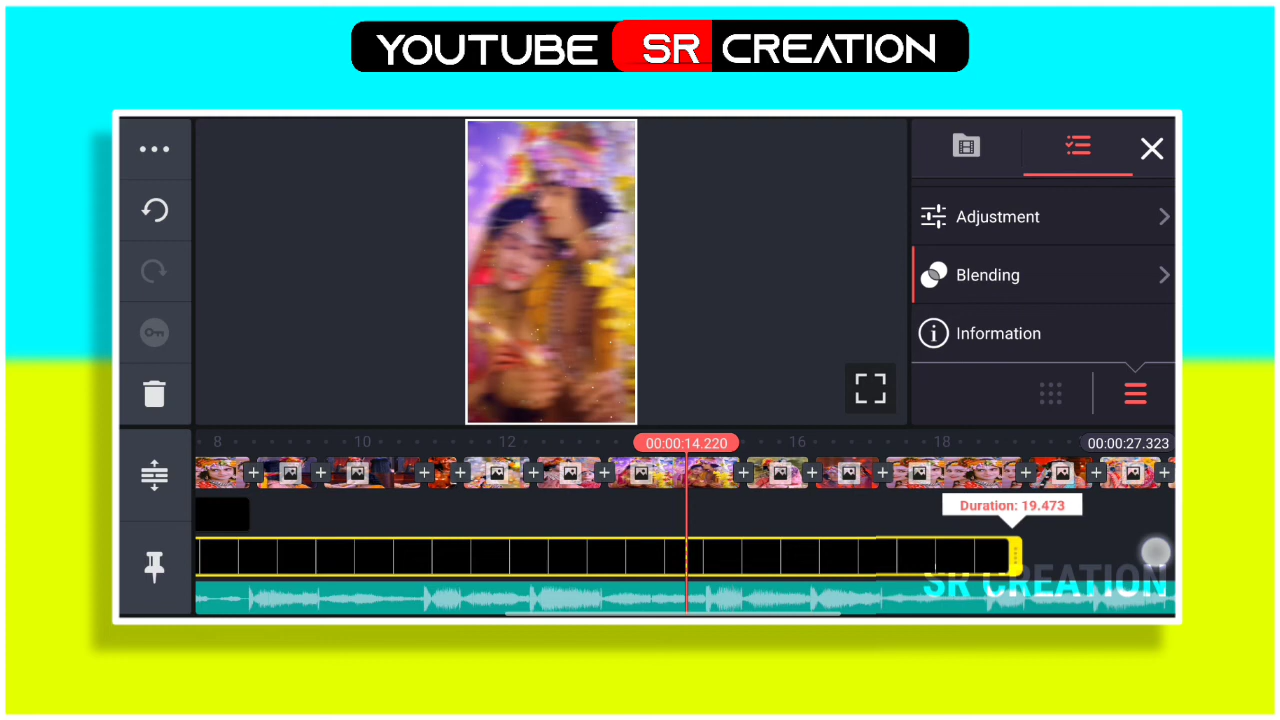 YOUTUBE SR CREATION
Adjustment
Blending
Information
8 10 12 00:00:14.220 16 18 00:00:27.323
Duration: 19.473
SR CREATION